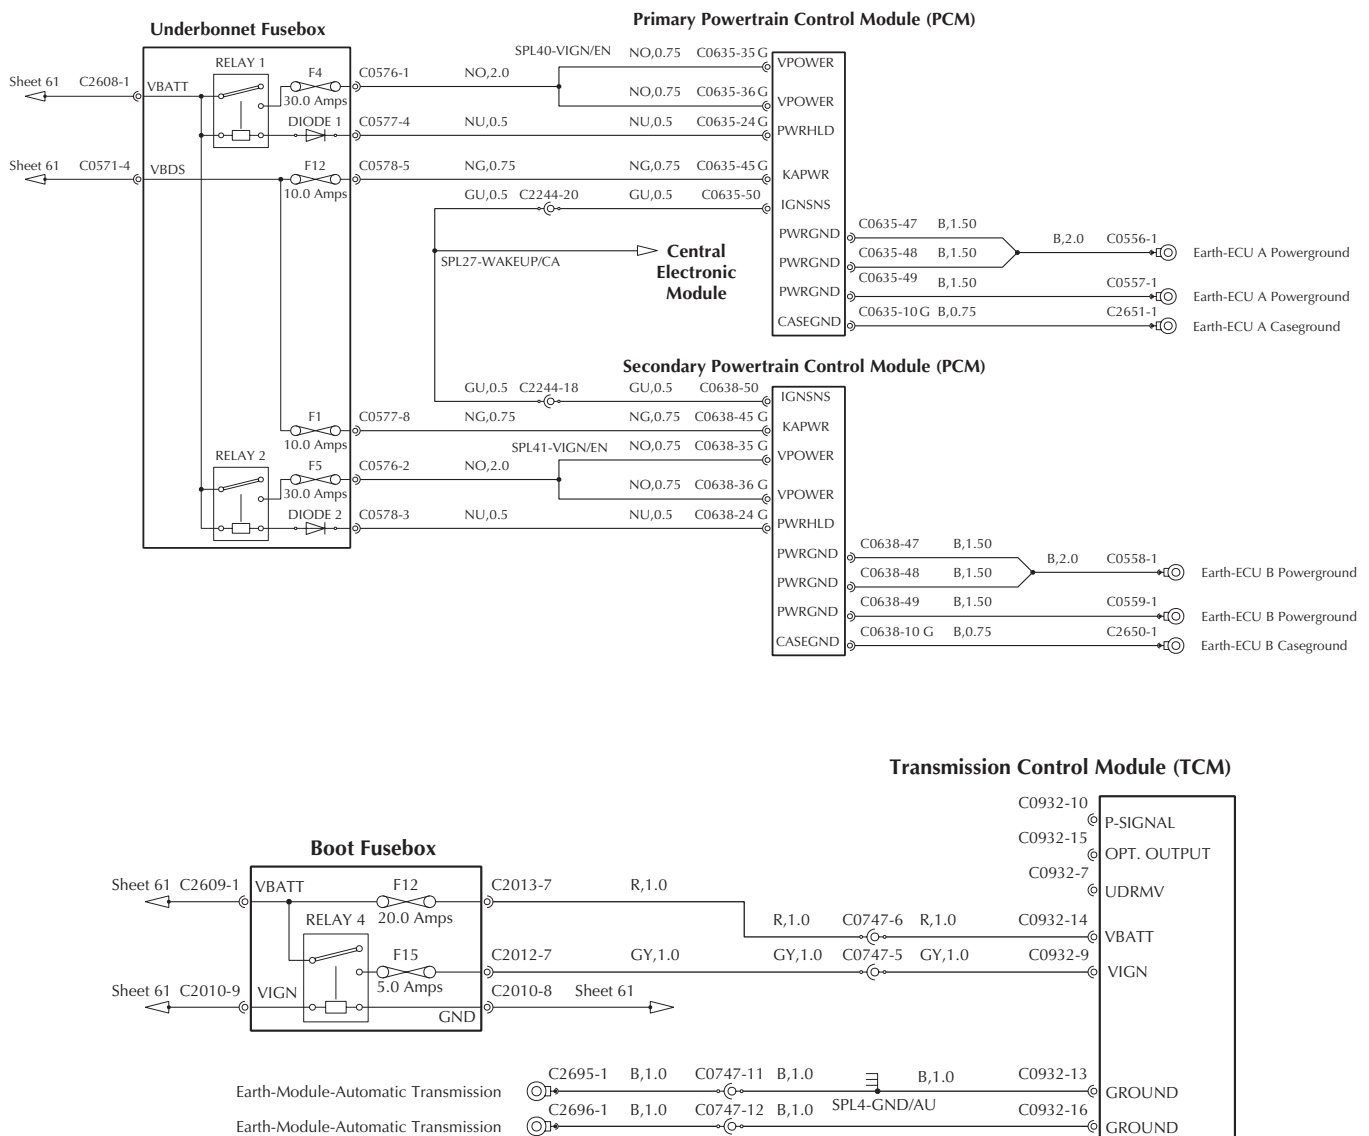 Primary Powertrain Control Module (PCM)
Underbonnet Fusebox
Sheet 61 C2608-1 VBATT
RELAY 1
F4
30.0 Amps
C0576-1 NO,2.0
SPL40-VIGN/EN
NO,0.75 C0635-35 G VPOWER
NO,0.75 C0635-36 G VPOWER
DIODE 1 C0577-4 NU,0.5 NU,0.5 C0635-24 G PWRHLD
Sheet 61 C0571-4 VBDS
F12
10.0 Amps
C0578-5 NG,0.75 NG,0.75 C0635-45 G KAPWR
GU,0.5 C2244-20 GU,0.5 C0635-50 IGNSNS
SPL27-WAKEUP/CA
Central
Electronic
Module
PWRGND C0635-47 B,1.50
PWRGND C0635-48 B,1.50
B,2.0 C0556-1 Earth-ECU A Powerground
PWRGND C0635-49 B,1.50 C0557-1 Earth-ECU A Powerground
CASEGND C0635-10 G B,0.75 C2651-1 Earth-ECU A Caseground
Secondary Powertrain Control Module (PCM)
GU,0.5 C2244-18 GU,0.5 C0638-50 IGNSNS
F1
10.0 Amps
C0577-8 NG,0.75 NG,0.75 C0638-45 G KAPWR
RELAY 2
F5
30.0 Amps
C0576-2 NO,2.0
SPL41-VIGN/EN
NO,0.75 C0638-35 G VPOWER
NO,0.75 C0638-36 G VPOWER
DIODE 2 C0578-3 NU,0.5 NU,0.5 C0638-24 G PWRHLD
PWRGND C0638-47 B,1.50
PWRGND C0638-48 B,1.50
B,2.0 C0558-1 Earth-ECU B Powerground
PWRGND C0638-49 B,1.50 C0559-1 Earth-ECU B Powerground
CASEGND C0638-10 G B,0.75 C2650-1 Earth-ECU B Caseground
Transmission Control Module (TCM)
C0932-10 P-SIGNAL
C0932-15 OPT. OUTPUT
C0932-7 UDRMV
Boot Fusebox
Sheet 61 C2609-1 VBATT
F12
20.0 Amps
C2013-7 R,1.0
R,1.0 C0747-6 R,1.0 C0932-14 VBATT
RELAY 4
F15
5.0 Amps
C2012-7 GY,1.0 GY,1.0 C0747-5 GY,1.0 C0932-9 VIGN
Sheet 61 C2010-9 VIGN
GND
C2010-8 Sheet 61
Earth-Module-Automatic Transmission C2695-1 B,1.0 C0747-11 B,1.0 B,1.0 C0932-13 GROUND
SPL4-GND/AU
Earth-Module-Automatic Transmission C2696-1 B,1.0 C0747-12 B,1.0 C0932-16 GROUND